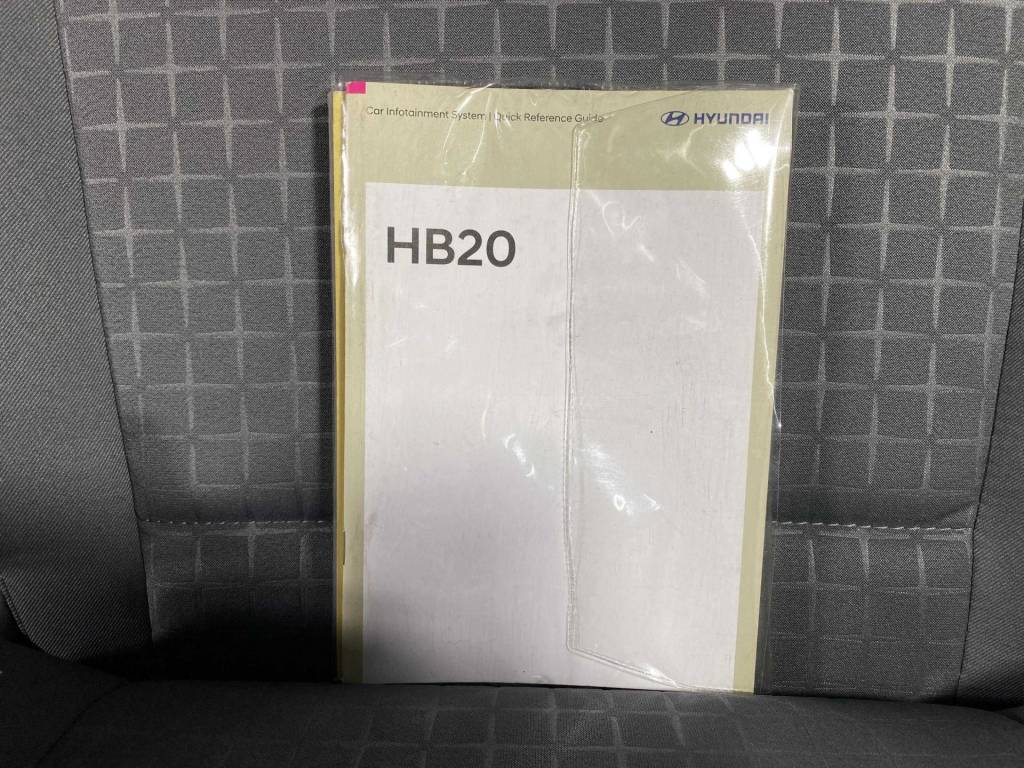 Car Infotainment System | Quick Reference Guide
HYUNDAI
HB20